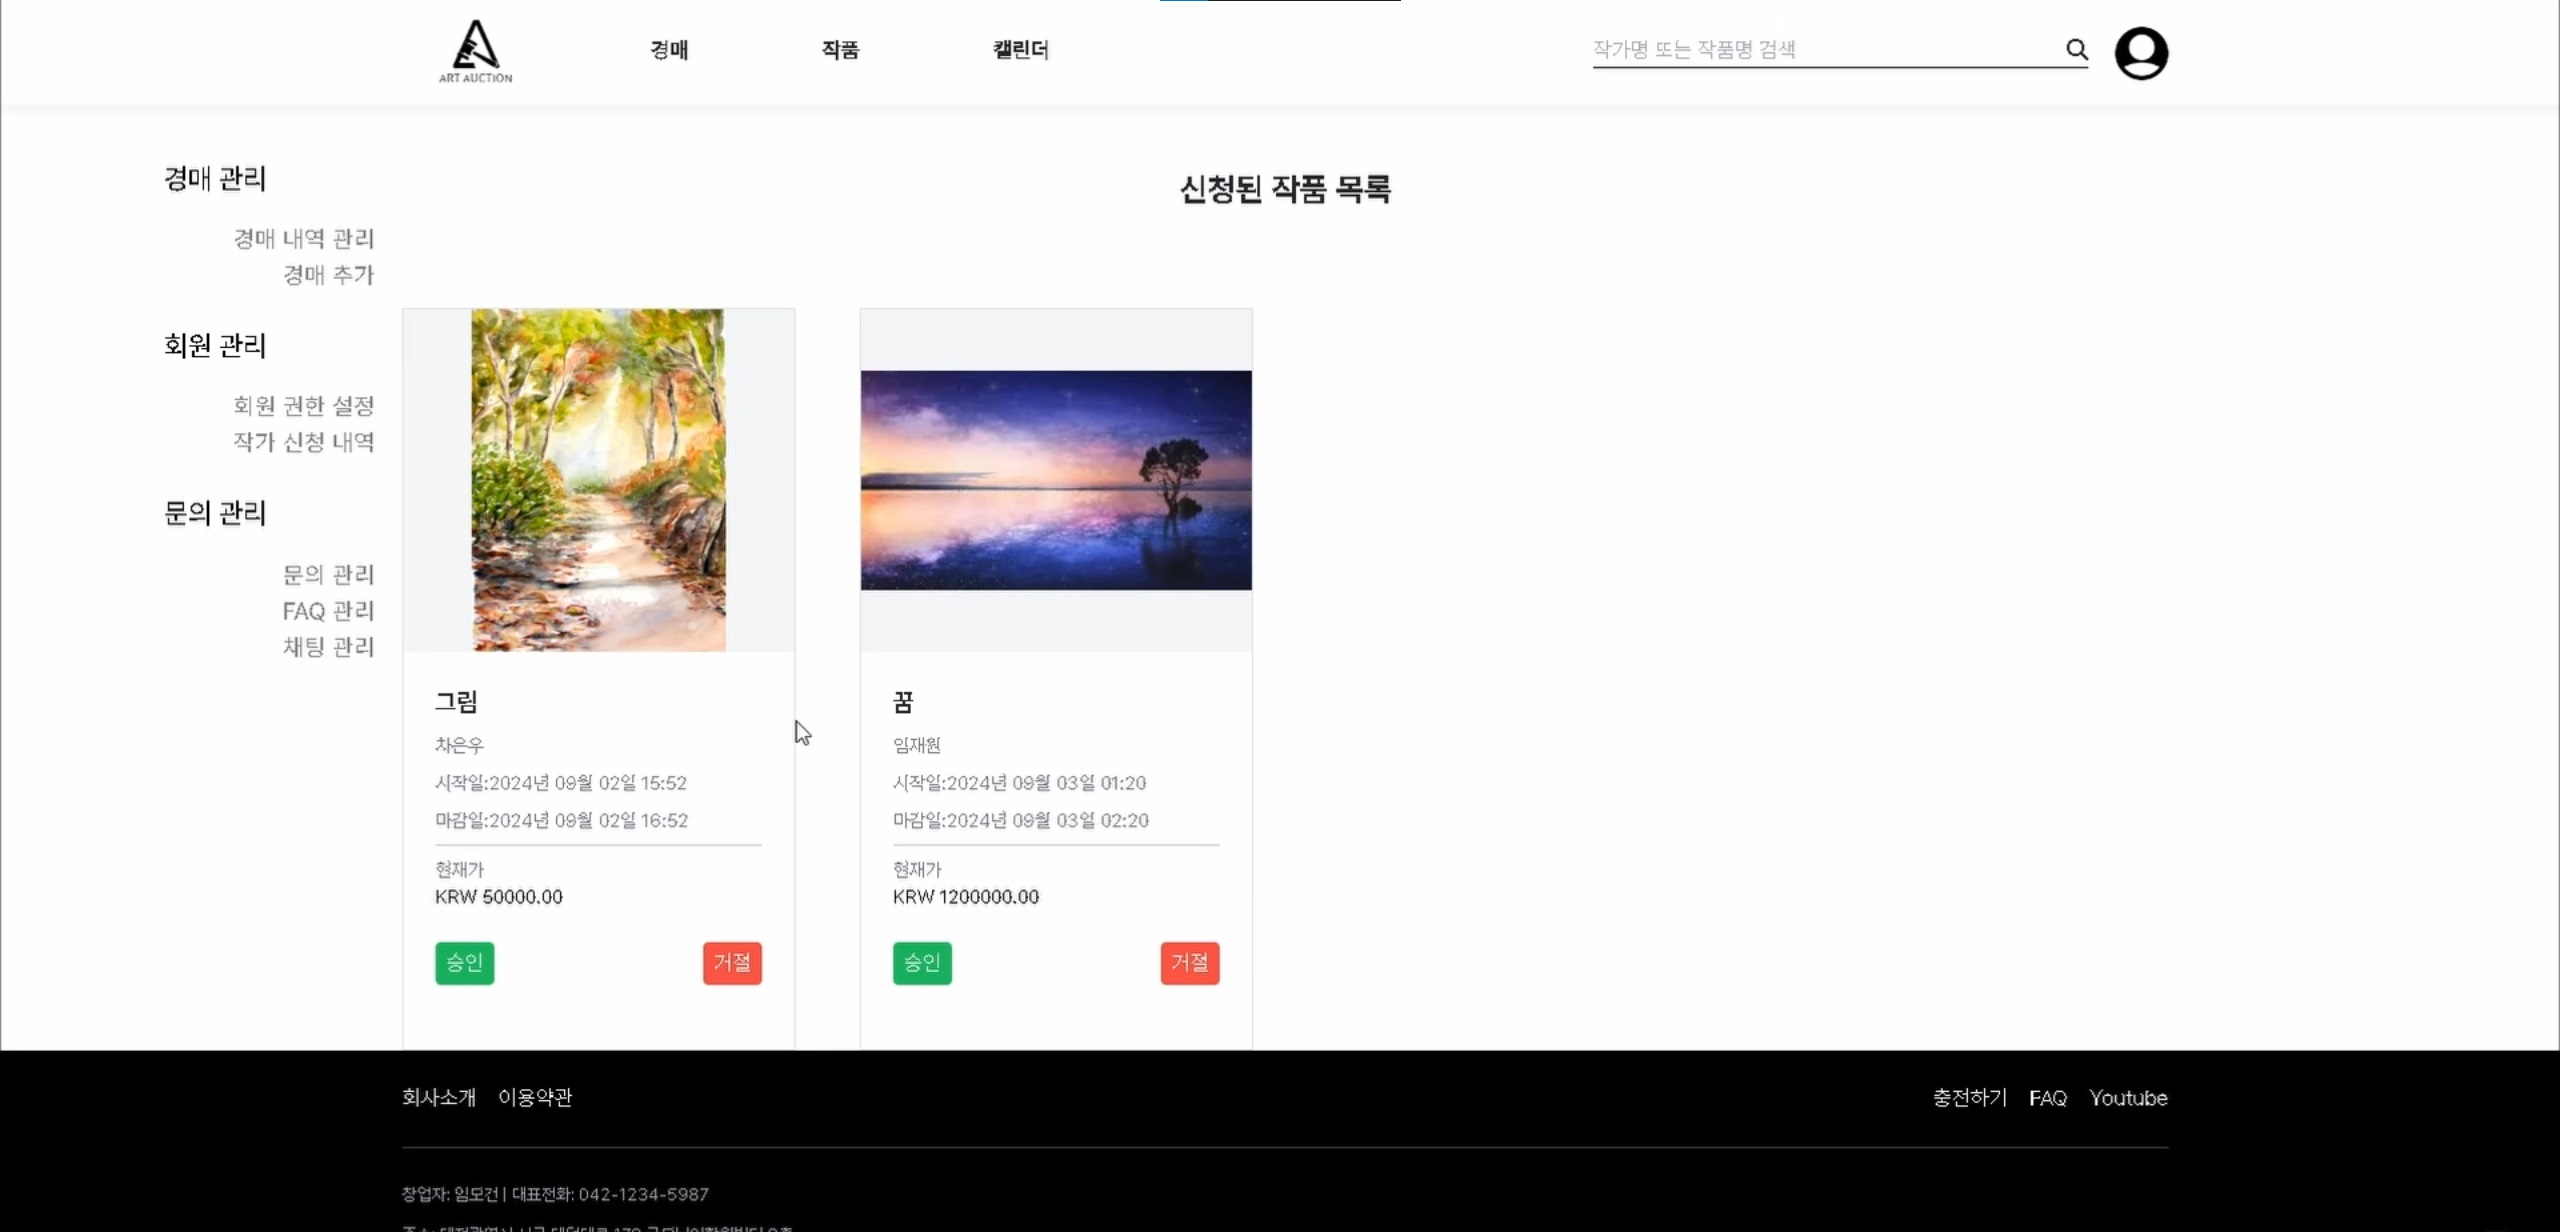 ART AUCTION
경매 작품 캘린더
작가명 또는 작품명 검색
경매 관리
경매 내역 관리
경매 추가
회원 관리
회원 권한 설정
작가 신청 내역
문의 관리
문의 관리
FAQ 관리
채팅 관리
신청된 작품 목록
그림
차은우
시작일:2024년 09월 02일 15:52
마감일:2024년 09월 02일 16:52
현재가
KRW 50000.00
승인 거절
꿈
임재원
시작일:2024년 09월 03일 01:20
마감일:2024년 09월 03일 02:20
현재가
KRW 1200000.00
승인 거절
회사소개 이용약관
충전하기 FAQ Youtube
창업자: 임모건 | 대표전화: 042-1234-5987